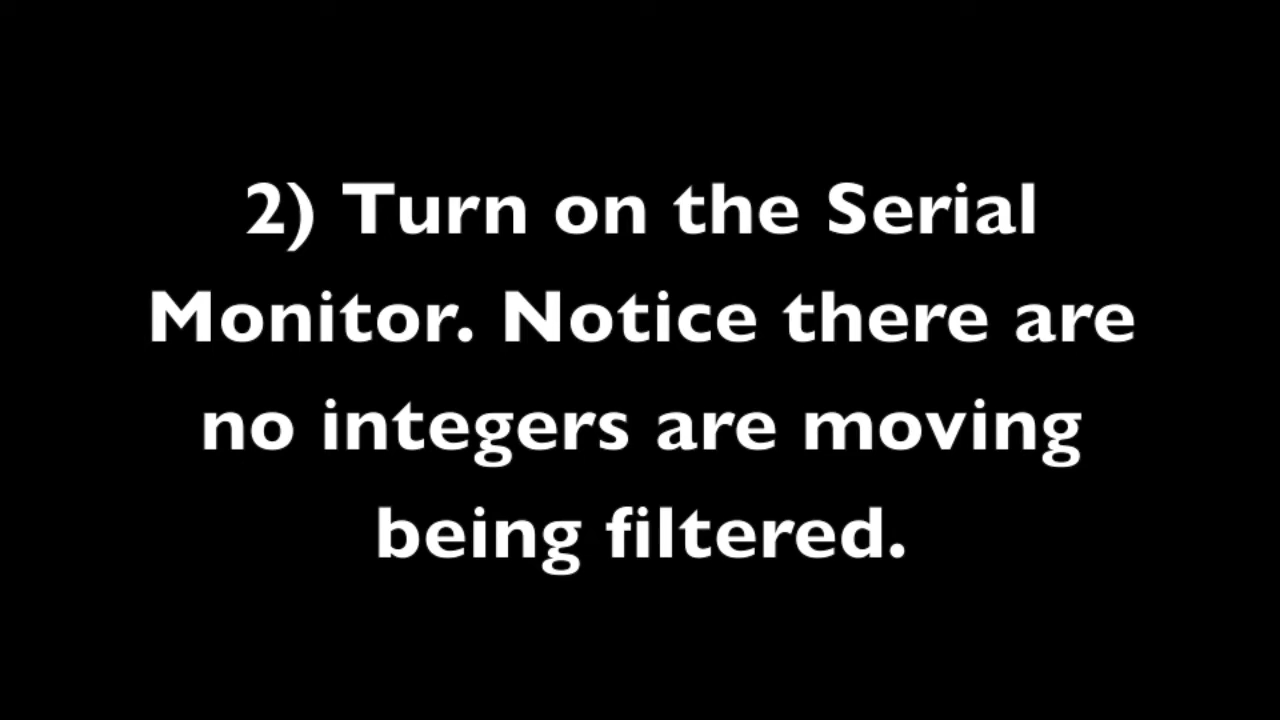 2) Turn on the Serial
Monitor. Notice there are
no integers are moving
being filtered.